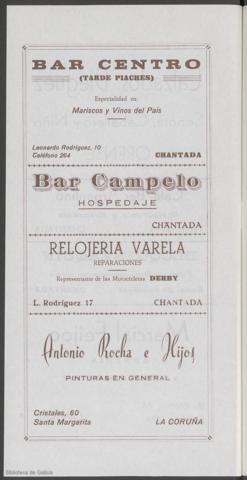 BAR CENTRO
(TARDE PIACHES)
Especialidad en:
Mariscos y Vinos del País
Leonardo Rodríguez, 10
Teléfono 264
CHANTADA
Bar Campelo
HOSPEDAJE
CHANTADA
RELOJERIA VARELA
REPARACIONES
Representante de las Motocicletas DERBY
L. Rodríguez 17
CHANTADA
Antonio Rocha e Hijos
PINTURAS EN GENERAL
Cristales, 60
Santa Margarita
LA CORUÑA
Biblioteca de Galicia